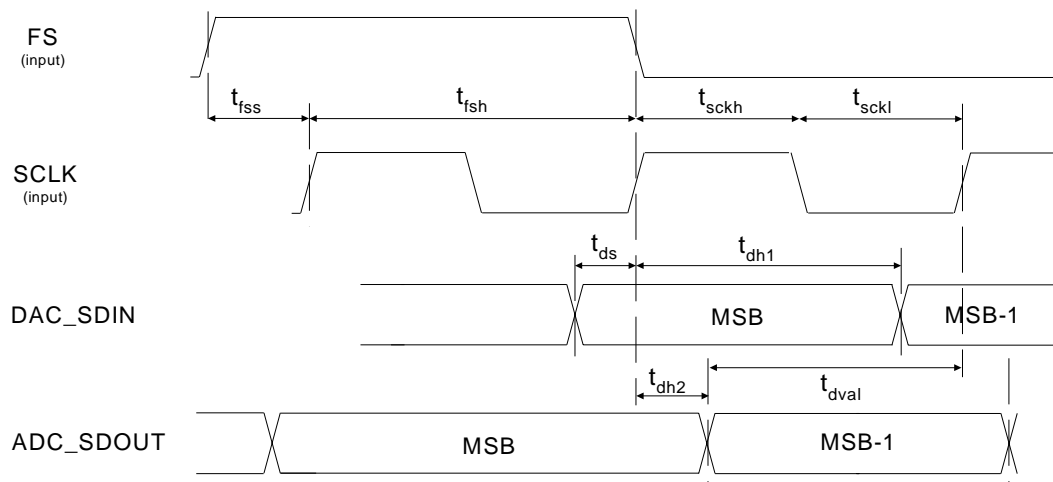 FS
(input)
tfss
tfsh
tsckh
tsckl
SCLK
(input)
tds
tdh1
DAC_SDIN
MSB
MSB-1
tdh2
tdval
ADC_SDOUT
MSB
MSB-1